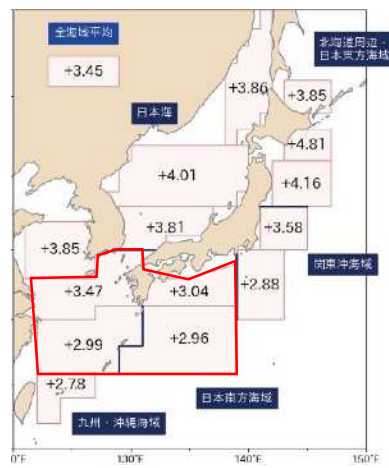 全海域平均
+3.45
北海道周辺・
日本東方海域
+3.86
+3.85
日本海
+4.81
+4.01
+4.16
+3.81
+3.58
+3.85
関東沖海域
+3.47
+3.04
+2.88
+2.99
+2.96
+2.78
日本南方海域
九州・沖縄海域
0°E
130°E
140°E
150°E